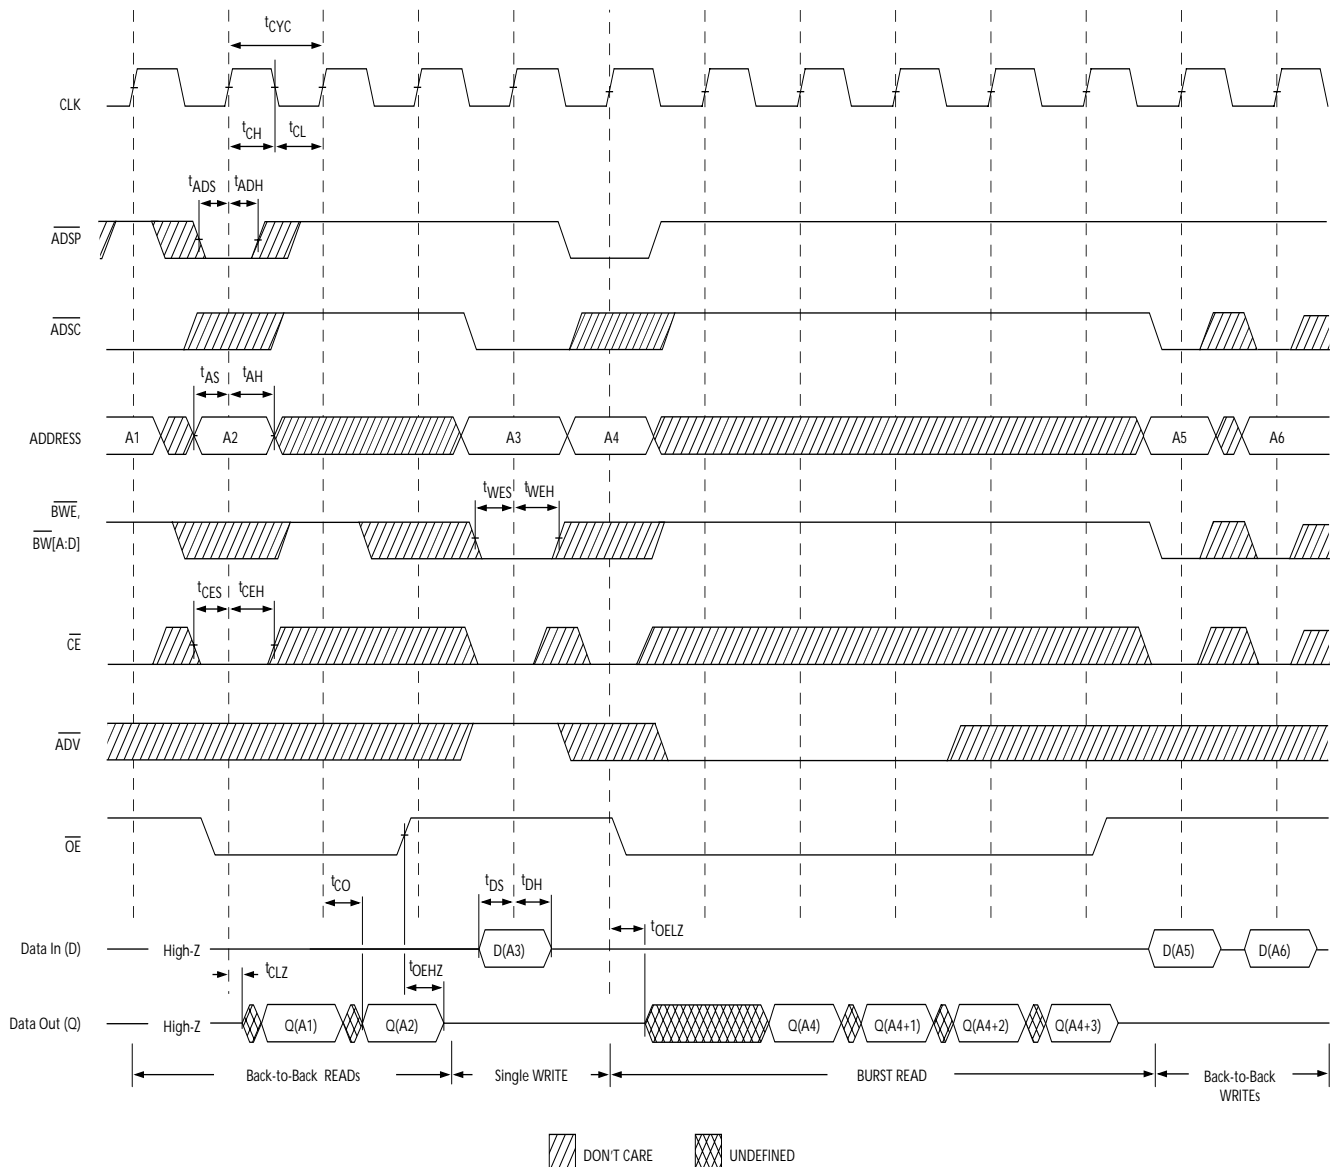 tCYC
CLK
tCH
tCL
tADS
tADH
ADSP
ADSC
tAS
tAH
ADDRESS
A1
A2
A3
A4
A5
A6
tWES
tWEH
BWE,
BW[A:D]
tCES
tCEH
CE
ADV
OE
tCO
tDS
tDH
tOELZ
Data In (D)
High-Z
D(A3)
D(A5)
D(A6)
tCLZ
tOEHZ
Data Out (Q)
High-Z
Q(A1)
Q(A2)
Q(A4)
Q(A4+1)
Q(A4+2)
Q(A4+3)
Back-to-Back READs
Single WRITE
BURST READ
Back-to-Back
WRITEs
DON'T CARE
UNDEFINED